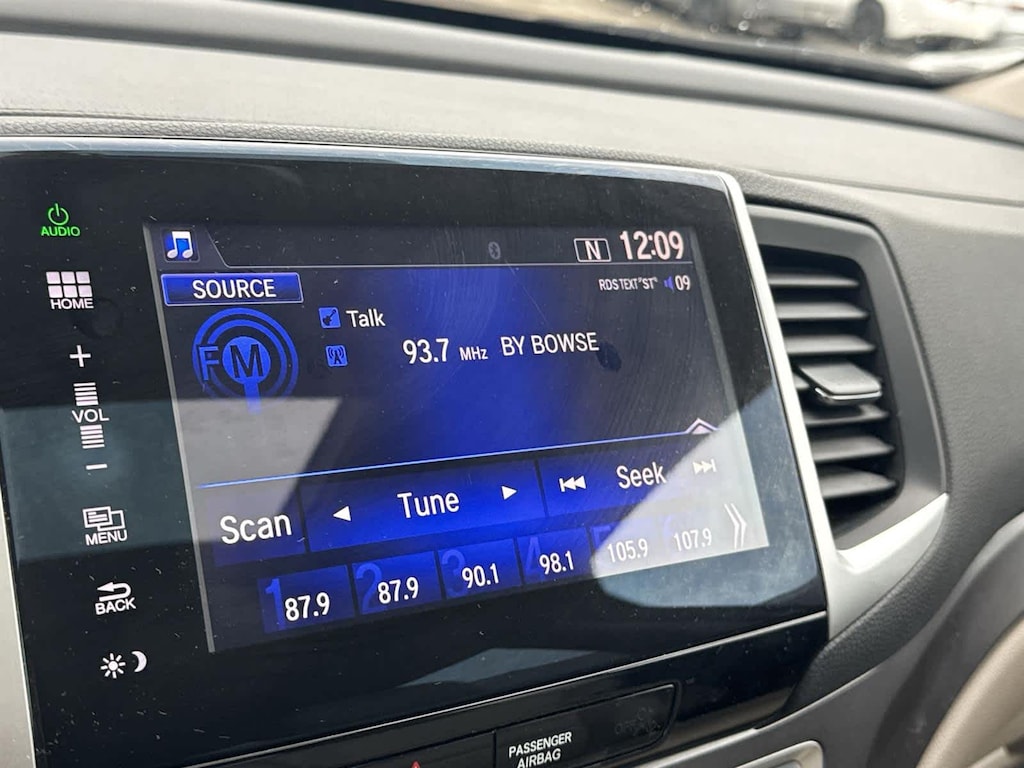 AUDIO
HOME
+
VOL
−
MENU
BACK
N 12:09
SOURCE
RDS TEXT "ST" 09
FM
Talk
93.7 MHz BY BOWSE
Scan
Tune
Seek
1 87.9
2 87.9
3 90.1
4 98.1
5 105.9
6 107.9
PASSENGER
AIRBAG